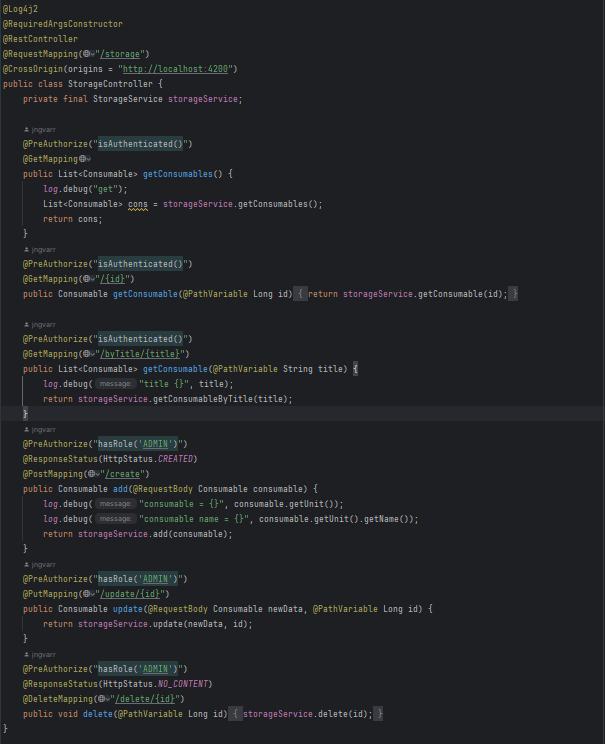 @Log4j2
@RequiredArgsConstructor
@RestController
@RequestMapping("/storage")
@CrossOrigin(origins = "http://localhost:4200")
public class StorageController {
    private final StorageService storageService;
    jngvarr
    @PreAuthorize("isAuthenticated()")
    @GetMapping
    public List<Consumable> getConsumables() {
        log.debug("get");
        List<Consumable> cons = storageService.getConsumables();
        return cons;
    }
    jngvarr
    @PreAuthorize("isAuthenticated()")
    @GetMapping("/{id}")
    public Consumable getConsumable(@PathVariable Long id) { return storageService.getConsumable(id); }
    jngvarr
    @PreAuthorize("isAuthenticated()")
    @GetMapping("/byTitle/{title}")
    public List<Consumable> getConsumable(@PathVariable String title) {
        log.debug( message: "title {}", title);
        return storageService.getConsumableByTitle(title);
    }
    jngvarr
    @PreAuthorize("hasRole('ADMIN')")
    @ResponseStatus(HttpStatus.CREATED)
    @PostMapping("/create")
    public Consumable add(@RequestBody Consumable consumable) {
        log.debug( message: "consumable = {}", consumable.getUnit());
        log.debug( message: "consumable name = {}", consumable.getUnit().getName());
        return storageService.add(consumable);
    }
    jngvarr
    @PreAuthorize("hasRole('ADMIN')")
    @PutMapping("/update/{id}")
    public Consumable update(@RequestBody Consumable newData, @PathVariable Long id) {
        return storageService.update(newData, id);
    }
    jngvarr
    @PreAuthorize("hasRole('ADMIN')")
    @ResponseStatus(HttpStatus.NO_CONTENT)
    @DeleteMapping("/delete/{id}")
    public void delete(@PathVariable Long id) { storageService.delete(id); }
}